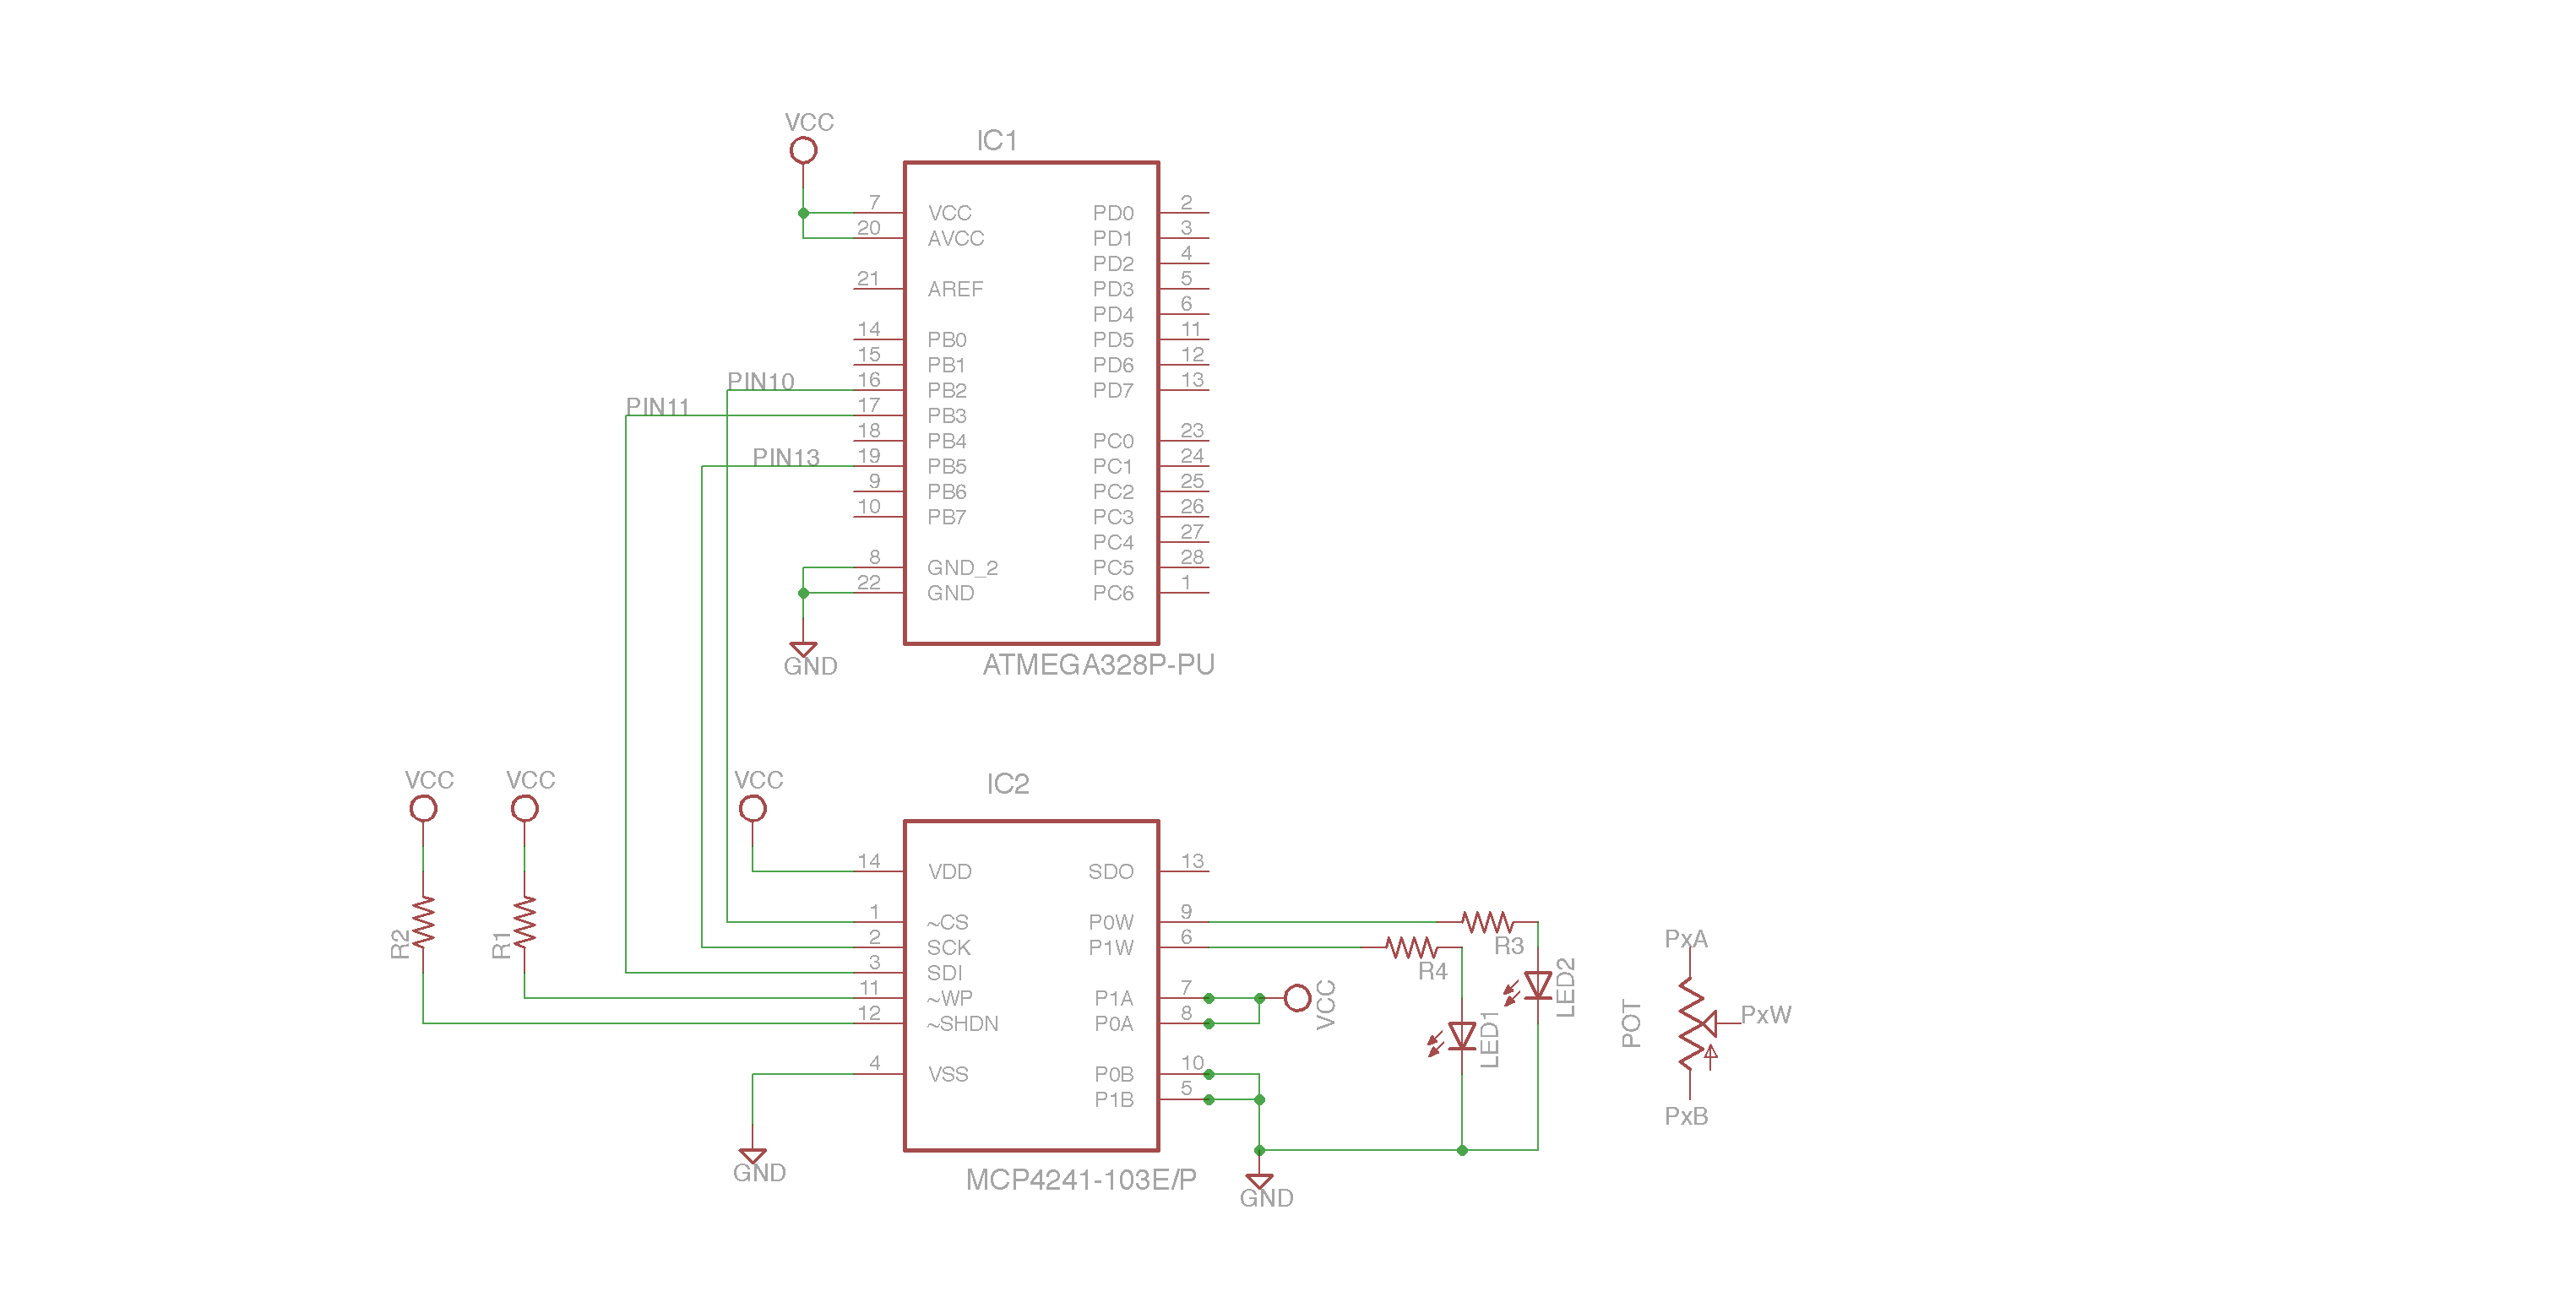 VCC
IC1
7 VCC PD0 2
20 AVCC PD1 3
PD2 4
21 AREF PD3 5
PD4 6
14 PB0 PD5 11
15 PB1 PD6 12
PIN10 16 PB2 PD7 13
PIN11 17 PB3
18 PB4 PC0 23
PIN13 19 PB5 PC1 24
9 PB6 PC2 25
10 PB7 PC3 26
PC4 27
8 GND_2 PC5 28
22 GND PC6 1
GND
ATMEGA328P-PU
VCC VCC VCC
IC2
14 VDD SDO 13
1 ~CS P0W 9
2 SCK P1W 6
3 SDI
11 ~WP P1A 7
12 ~SHDN P0A 8
4 VSS P0B 10
P1B 5
R2
R1
R3
R4
VCC
LED1
LED2
GND
MCP4241-103E/P
GND
PxA
POT
PxW
PxB